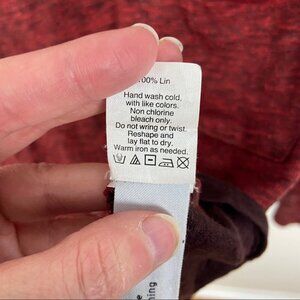 100% Lin
Hand wash cold,
with like colors.
Non chlorine
bleach only.
Do not wring or twist.
Reshape and
lay flat to dry.
Warm iron as needed.